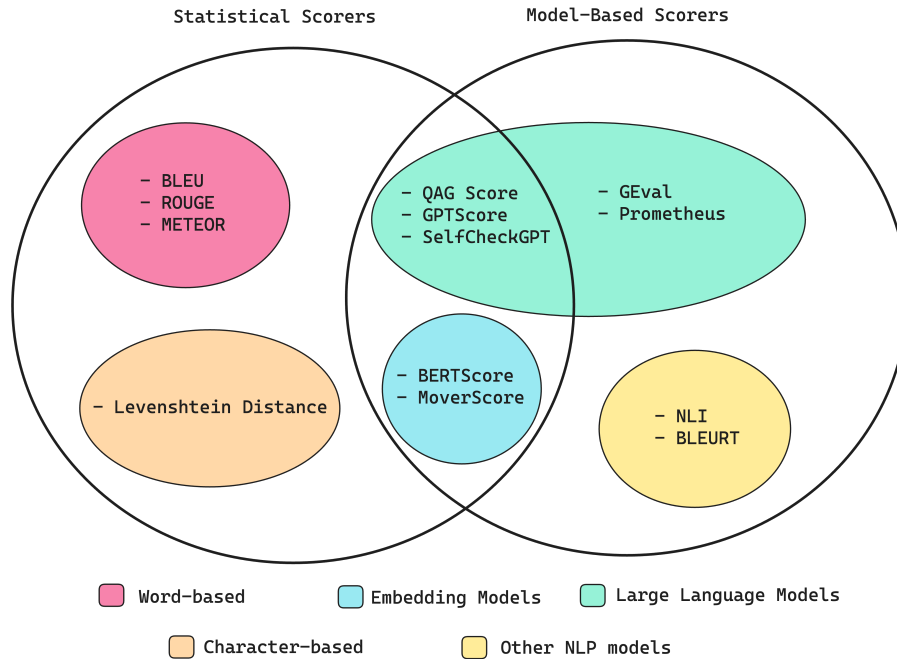 Statistical Scorers
Model-Based Scorers
- BLEU
- ROUGE
- METEOR
- QAG Score
- GPTScore
- SelfCheckGPT
- GEval
- Prometheus
- Levenshtein Distance
- BERTScore
- MoverScore
- NLI
- BLEURT
Word-based
Embedding Models
Large Language Models
Character-based
Other NLP models